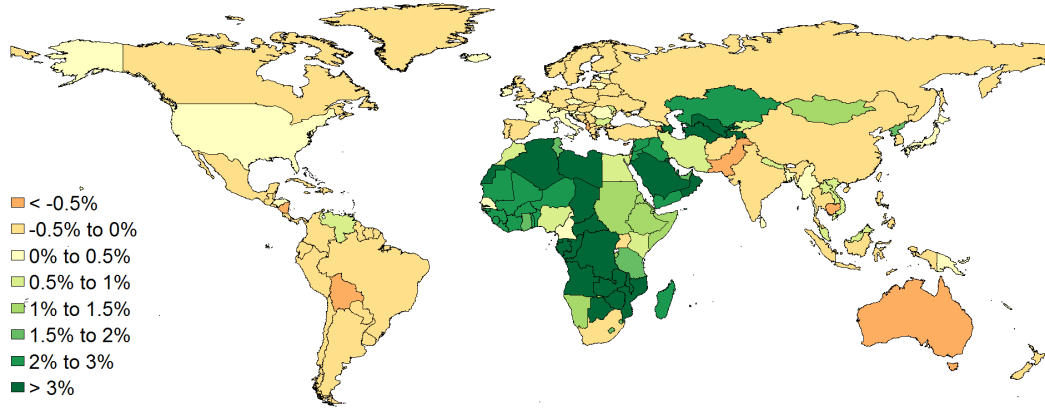 < -0.5%
-0.5% to 0%
0% to 0.5%
0.5% to 1%
1% to 1.5%
1.5% to 2%
2% to 3%
> 3%